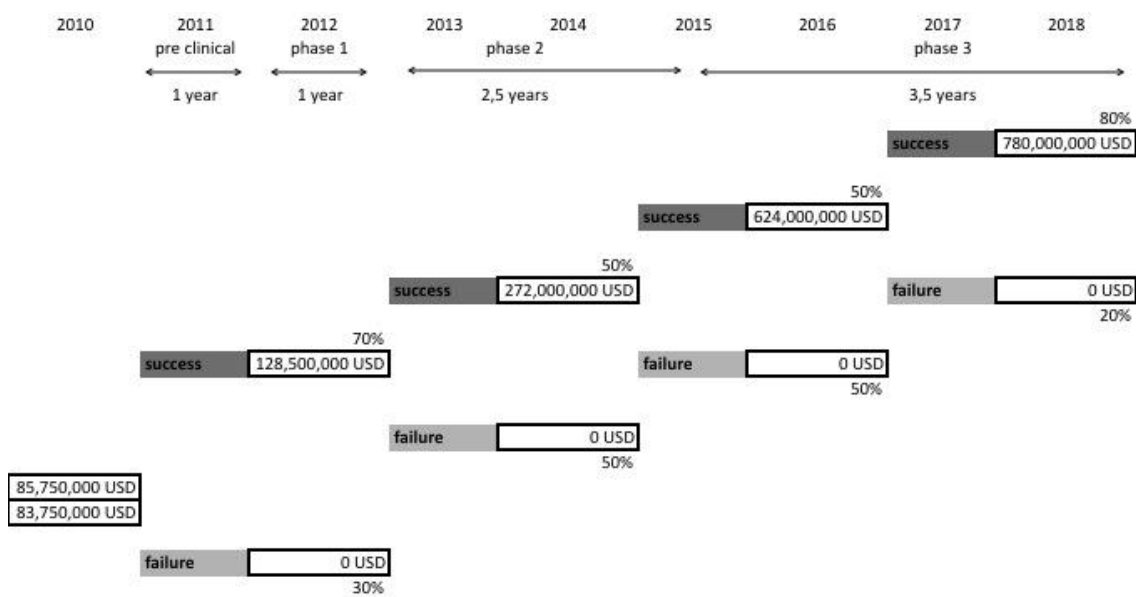 2010 2011 2012 2013 2014 2015 2016 2017 2018
pre clinical phase 1 phase 2 phase 3
1 year 1 year 2,5 years 3,5 years
80%
success 780,000,000 USD
50%
success 624,000,000 USD
50%
success 272,000,000 USD failure 0 USD
20%
70%
success 128,500,000 USD failure 0 USD
50%
failure 0 USD
50%
85,750,000 USD
83,750,000 USD
failure 0 USD
30%